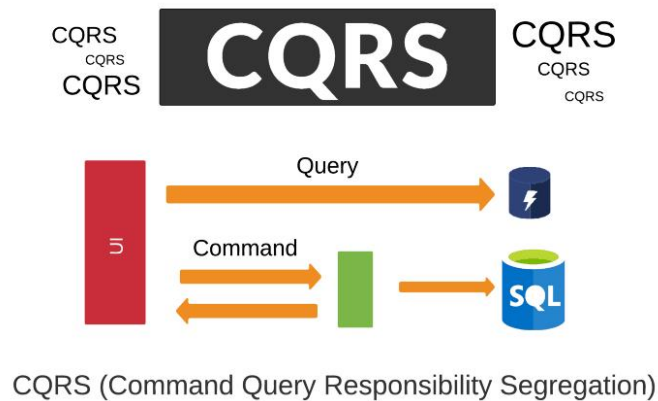 CQRS
CQRS
CQRS
CQRS
CQRS
CQRS
CQRS
Query
UI
Command
SQL
CQRS (Command Query Responsibility Segregation)